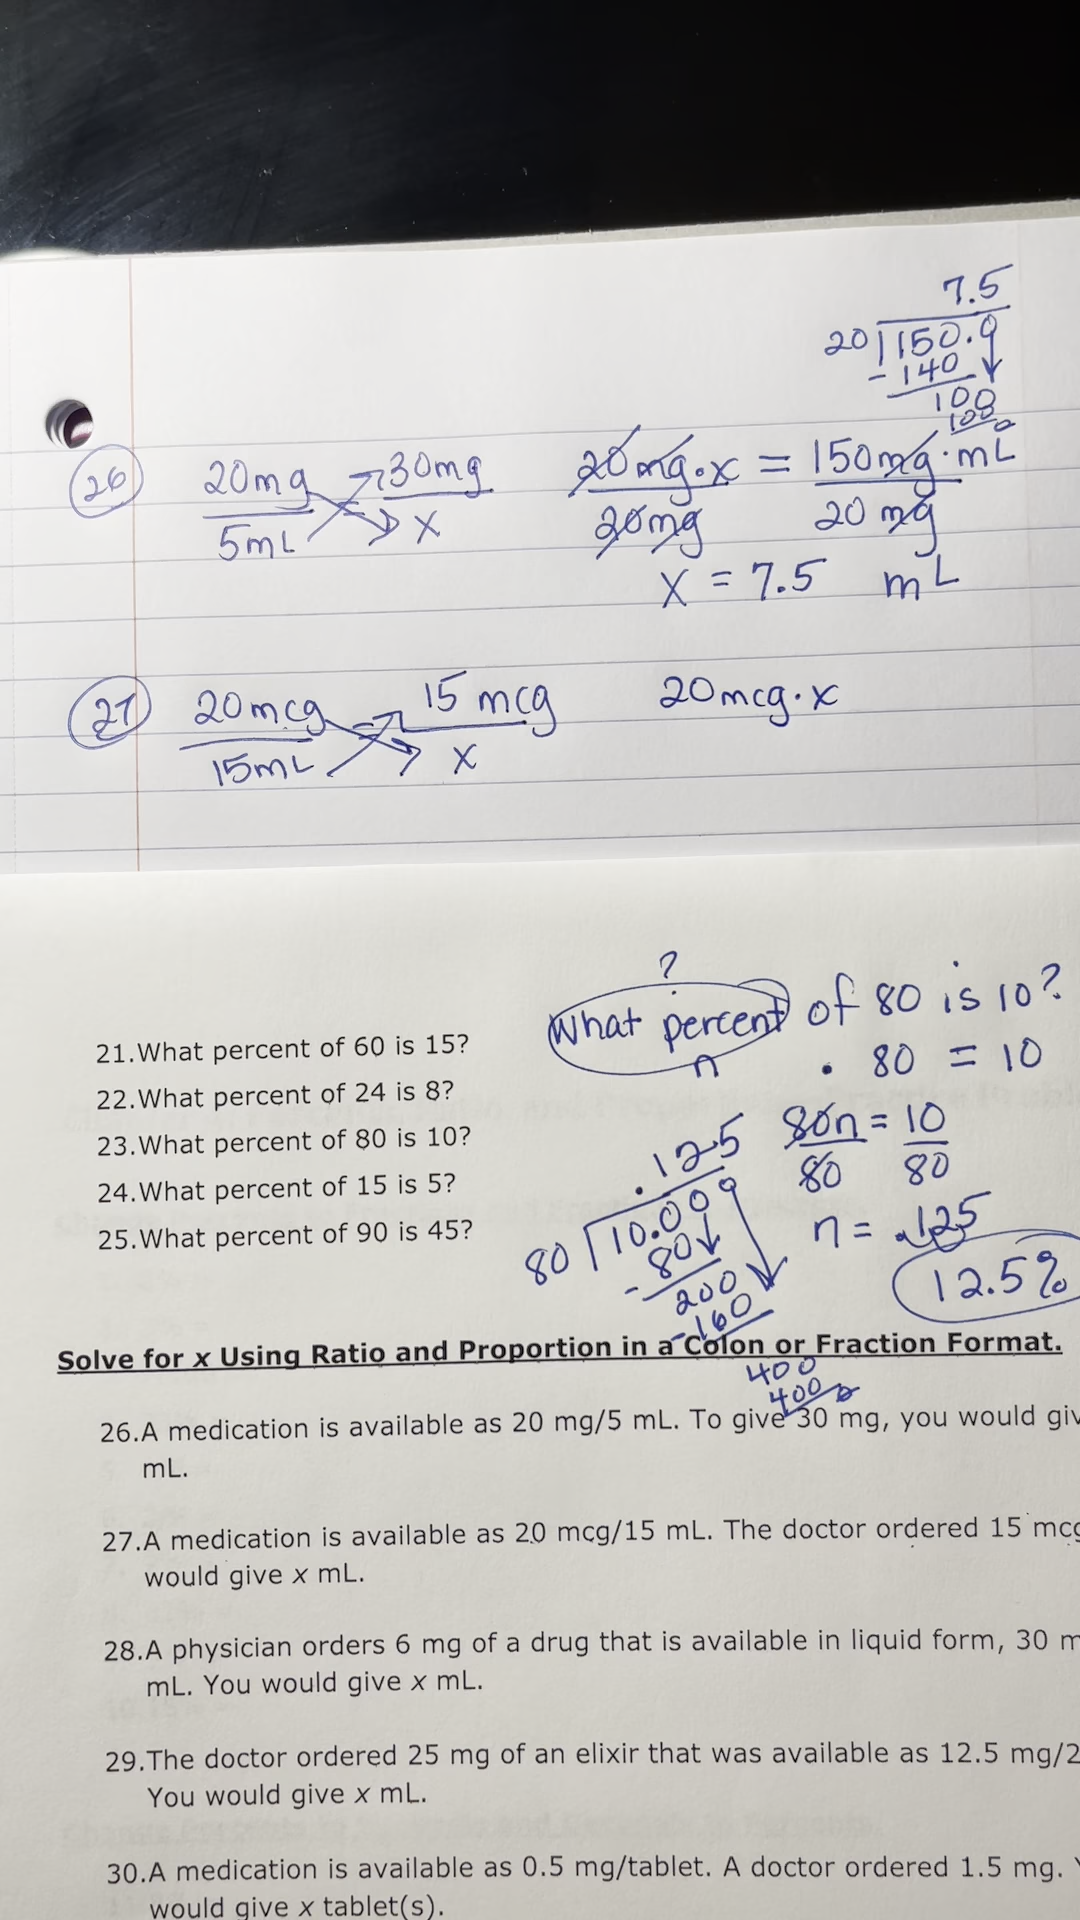 7.5
20 150.0
- 140
100
100
0
26 20mg 30mg 20mg·x = 150mg·mL
5mL x 20mg 20 mg
x = 7.5 mL
27 20mcg 15 mcg 20mcg·x
15mL x
?
What percent of 80 is 10?
n · 80 = 10
21.What percent of 60 is 15?
22.What percent of 24 is 8?
23.What percent of 80 is 10?
24.What percent of 15 is 5?
25.What percent of 90 is 45?
80n = 10
80 80
n = .125
12.5%
.125
80 10.000
- 80
200
-160
400
400
0
Solve for x Using Ratio and Proportion in a Colon or Fraction Format.
26.A medication is available as 20 mg/5 mL. To give 30 mg, you would giv
mL.
27.A medication is available as 20 mcg/15 mL. The doctor ordered 15 mcg
would give x mL.
28.A physician orders 6 mg of a drug that is available in liquid form, 30 m
mL. You would give x mL.
29.The doctor ordered 25 mg of an elixir that was available as 12.5 mg/2
You would give x mL.
30.A medication is available as 0.5 mg/tablet. A doctor ordered 1.5 mg.
would give x tablet(s).